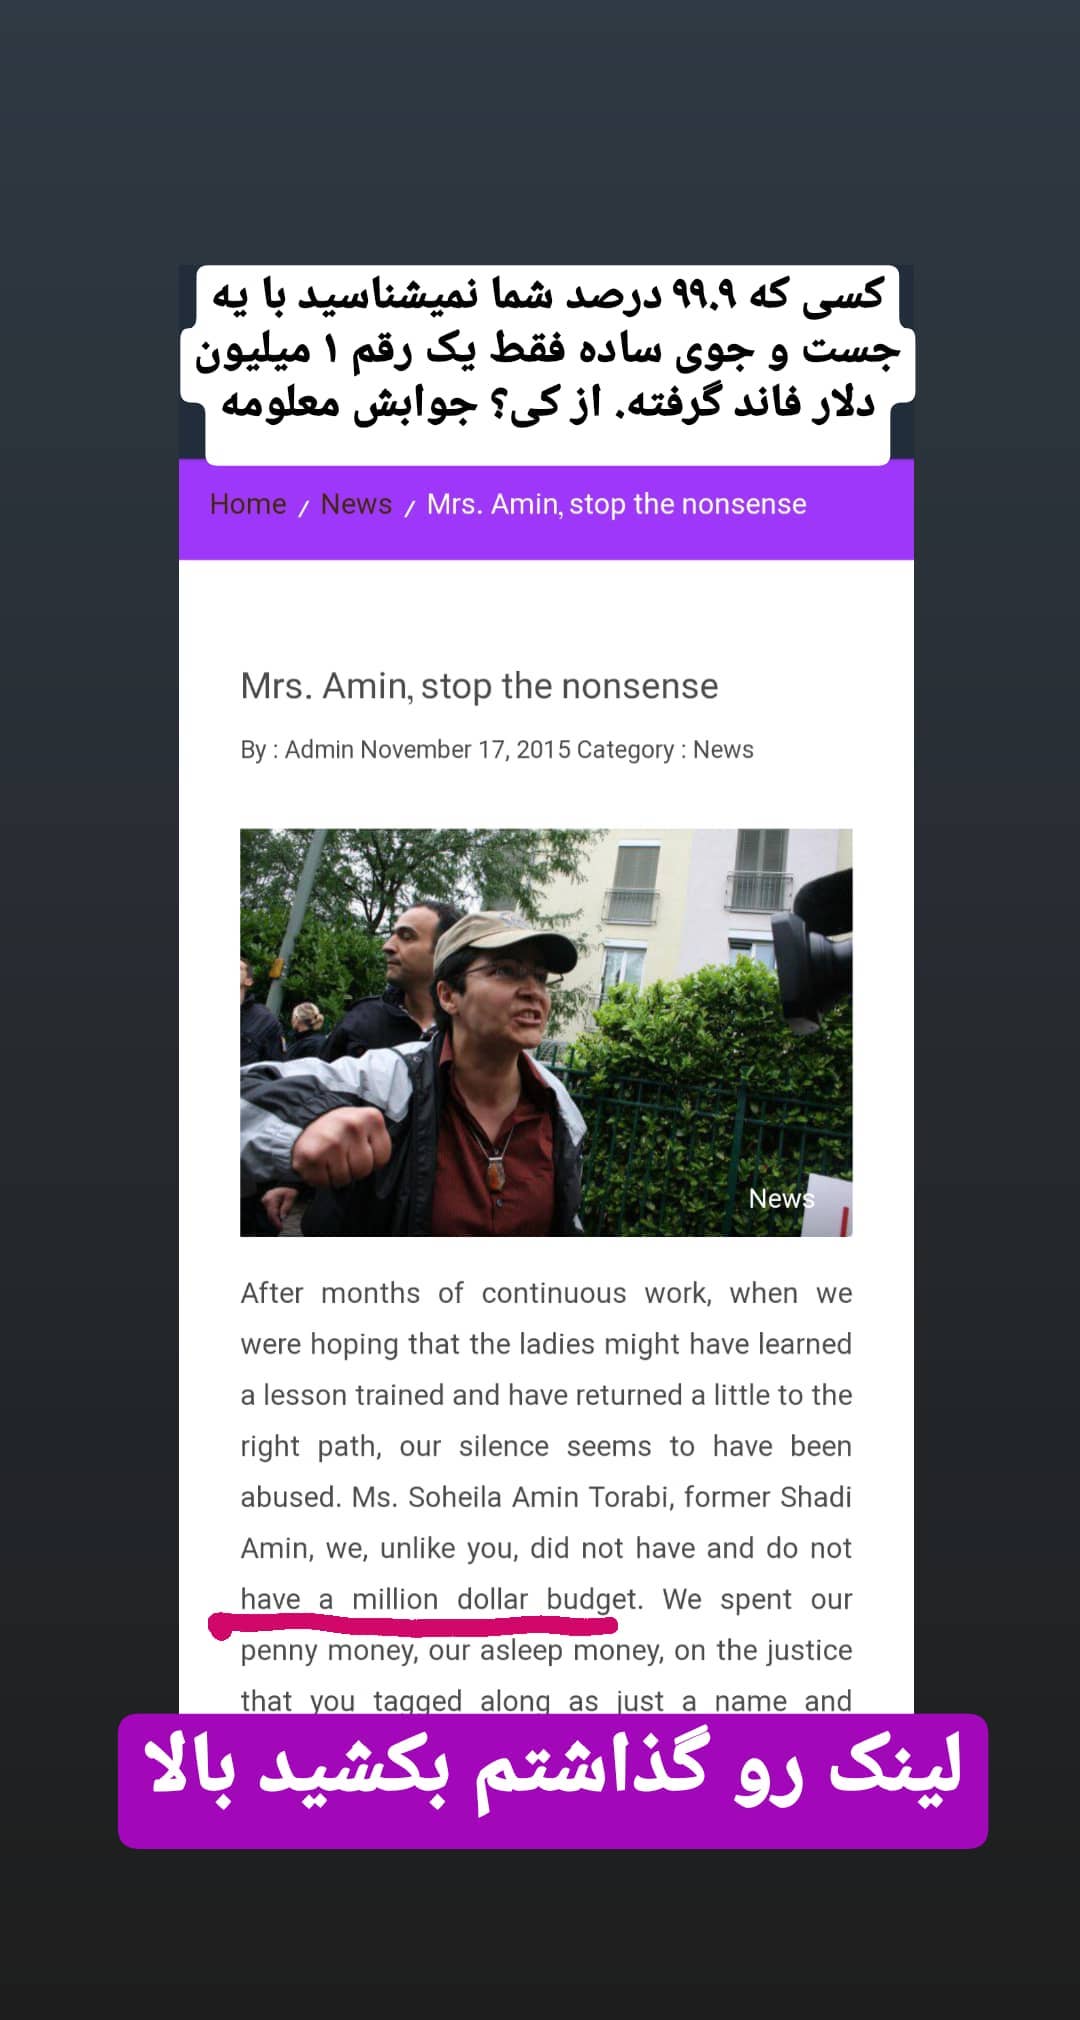 کسی که ۹۹.۹ درصد شما نمیشناسید با یه
جست و جوی ساده فقط یک رقم ۱ میلیون
دلار فاند گرفته. از کی؟ جوابش معلومه
Home / News / Mrs. Amin, stop the nonsense
Mrs. Amin, stop the nonsense
By : Admin November 17, 2015 Category : News
News
After months of continuous work, when we
were hoping that the ladies might have learned
a lesson trained and have returned a little to the
right path, our silence seems to have been
abused. Ms. Soheila Amin Torabi, former Shadi
Amin, we, unlike you, did not have and do not
have a million dollar budget. We spent our
penny money, our asleep money, on the justice
that you tagged along as just a name and
لینک رو گذاشتم بکشید بالا